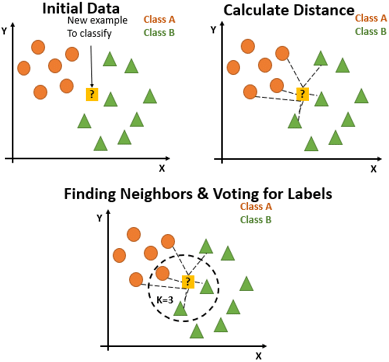 Initial Data
New example
To classify
Class A
Class B
Y
?
X
Calculate Distance
Class A
Class B
Y
?
X
Finding Neighbors & Voting for Labels
Class A
Class B
Y
?
K=3
X